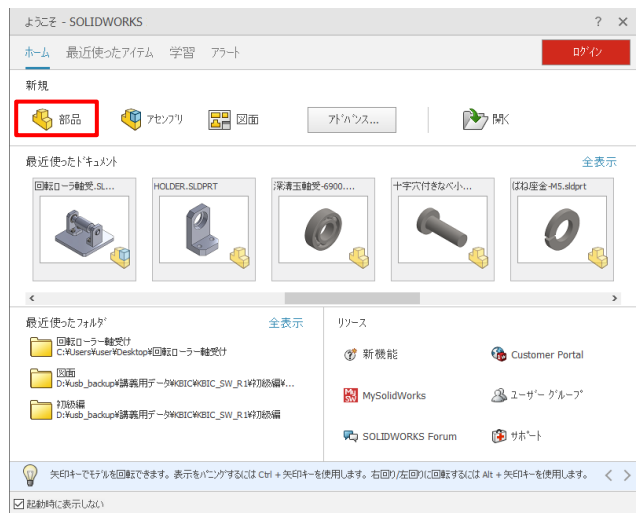 ようこそ - SOLIDWORKS
ホーム 最近使ったアイテム 学習 アラート ログイン
新規
部品 アセンブリ 図面 アドバンス... 開く
最近使ったドキュメント 全表示
回転ローラ軸受.SL... HOLDER.SLDPRT 深溝玉軸受-6900.... 十字穴付きなべ小... ばね座金-M5.sldprt
最近使ったフォルダ 全表示
回転ローラー軸受け
C:¥Users¥user¥Desktop¥回転ローラー軸受け
図面
D:¥usb_backup¥講義用データ¥KBIC¥KBIC_SW_R1¥初級編¥...
初級編
D:¥usb_backup¥講義用データ¥KBIC¥KBIC_SW_R1¥初級編
リソース
新機能 Customer Portal
MySolidWorks ユーザー グループ
SOLIDWORKS Forum サポート
矢印キーでモデルを回転できます。表示をパニングするには Ctrl + 矢印キーを使用します。右回り/左回りに回転するには Alt + 矢印キーを使用します。
起動時に表示しない